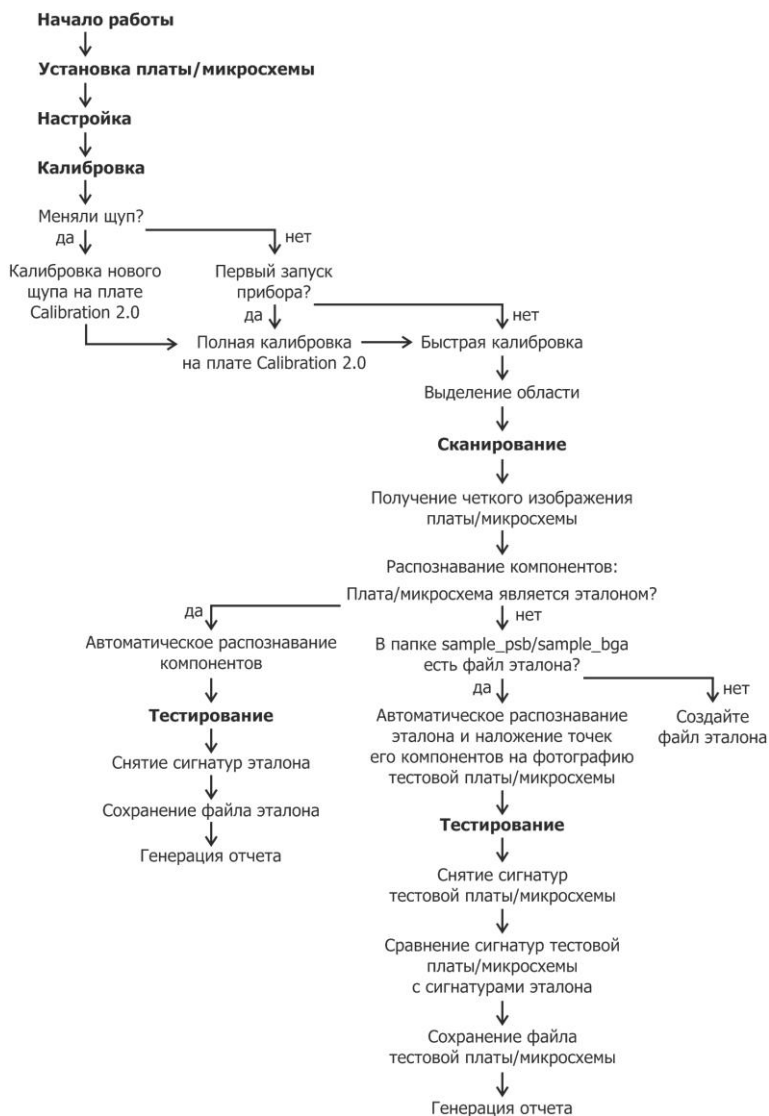 Начало работы
Установка платы/микросхемы
Настройка
Калибровка
Меняли щуп?
да
нет
Калибровка нового
щупа на плате
Calibration 2.0
Первый запуск
прибора?
да
нет
Полная калибровка
на плате Calibration 2.0
Быстрая калибровка
Выделение области
Сканирование
Получение четкого изображения
платы/микросхемы
Распознавание компонентов:
Плата/микросхема является эталоном?
да
нет
Автоматическое распознавание
компонентов
Тестирование
Снятие сигнатур эталона
Сохранение файла эталона
Генерация отчета
В папке sample_psb/sample_bga
есть файл эталона?
да
нет
Создайте
файл эталона
Автоматическое распознавание
эталона и наложение точек
его компонентов на фотографию
тестовой платы/микросхемы
Тестирование
Снятие сигнатур
тестовой платы/микросхемы
Сравнение сигнатур тестовой
платы/микросхемы
с сигнатурами эталона
Сохранение файла
тестовой платы/микросхемы
Генерация отчета